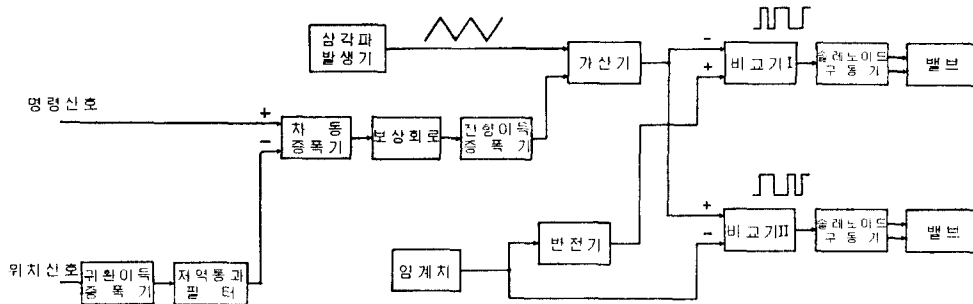 삼각파
발생기
가산기
-
+
비교기I
솔레노이드
구동기
밸브
명령신호
+
-
차 동
증폭기
보상회로
전향이득
증폭기
+
-
비교기II
솔레노이드
구동기
밸브
반전기
임계치
위치신호
귀환이득
증폭기
저역통과
필터